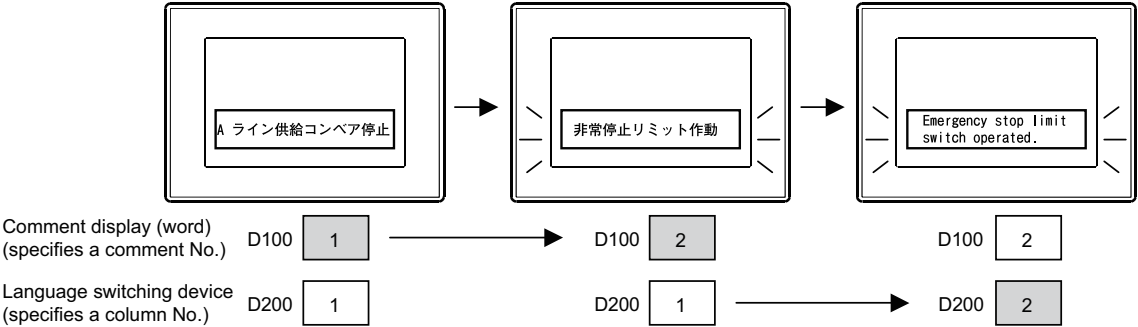 A ライン供給コンベア停止
非常停止リミット作動
Emergency stop limit
switch operated.
Comment display (word)
(specifies a comment No.)
D100 1
D100 2
D100 2
Language switching device
(specifies a column No.)
D200 1
D200 1
D200 2